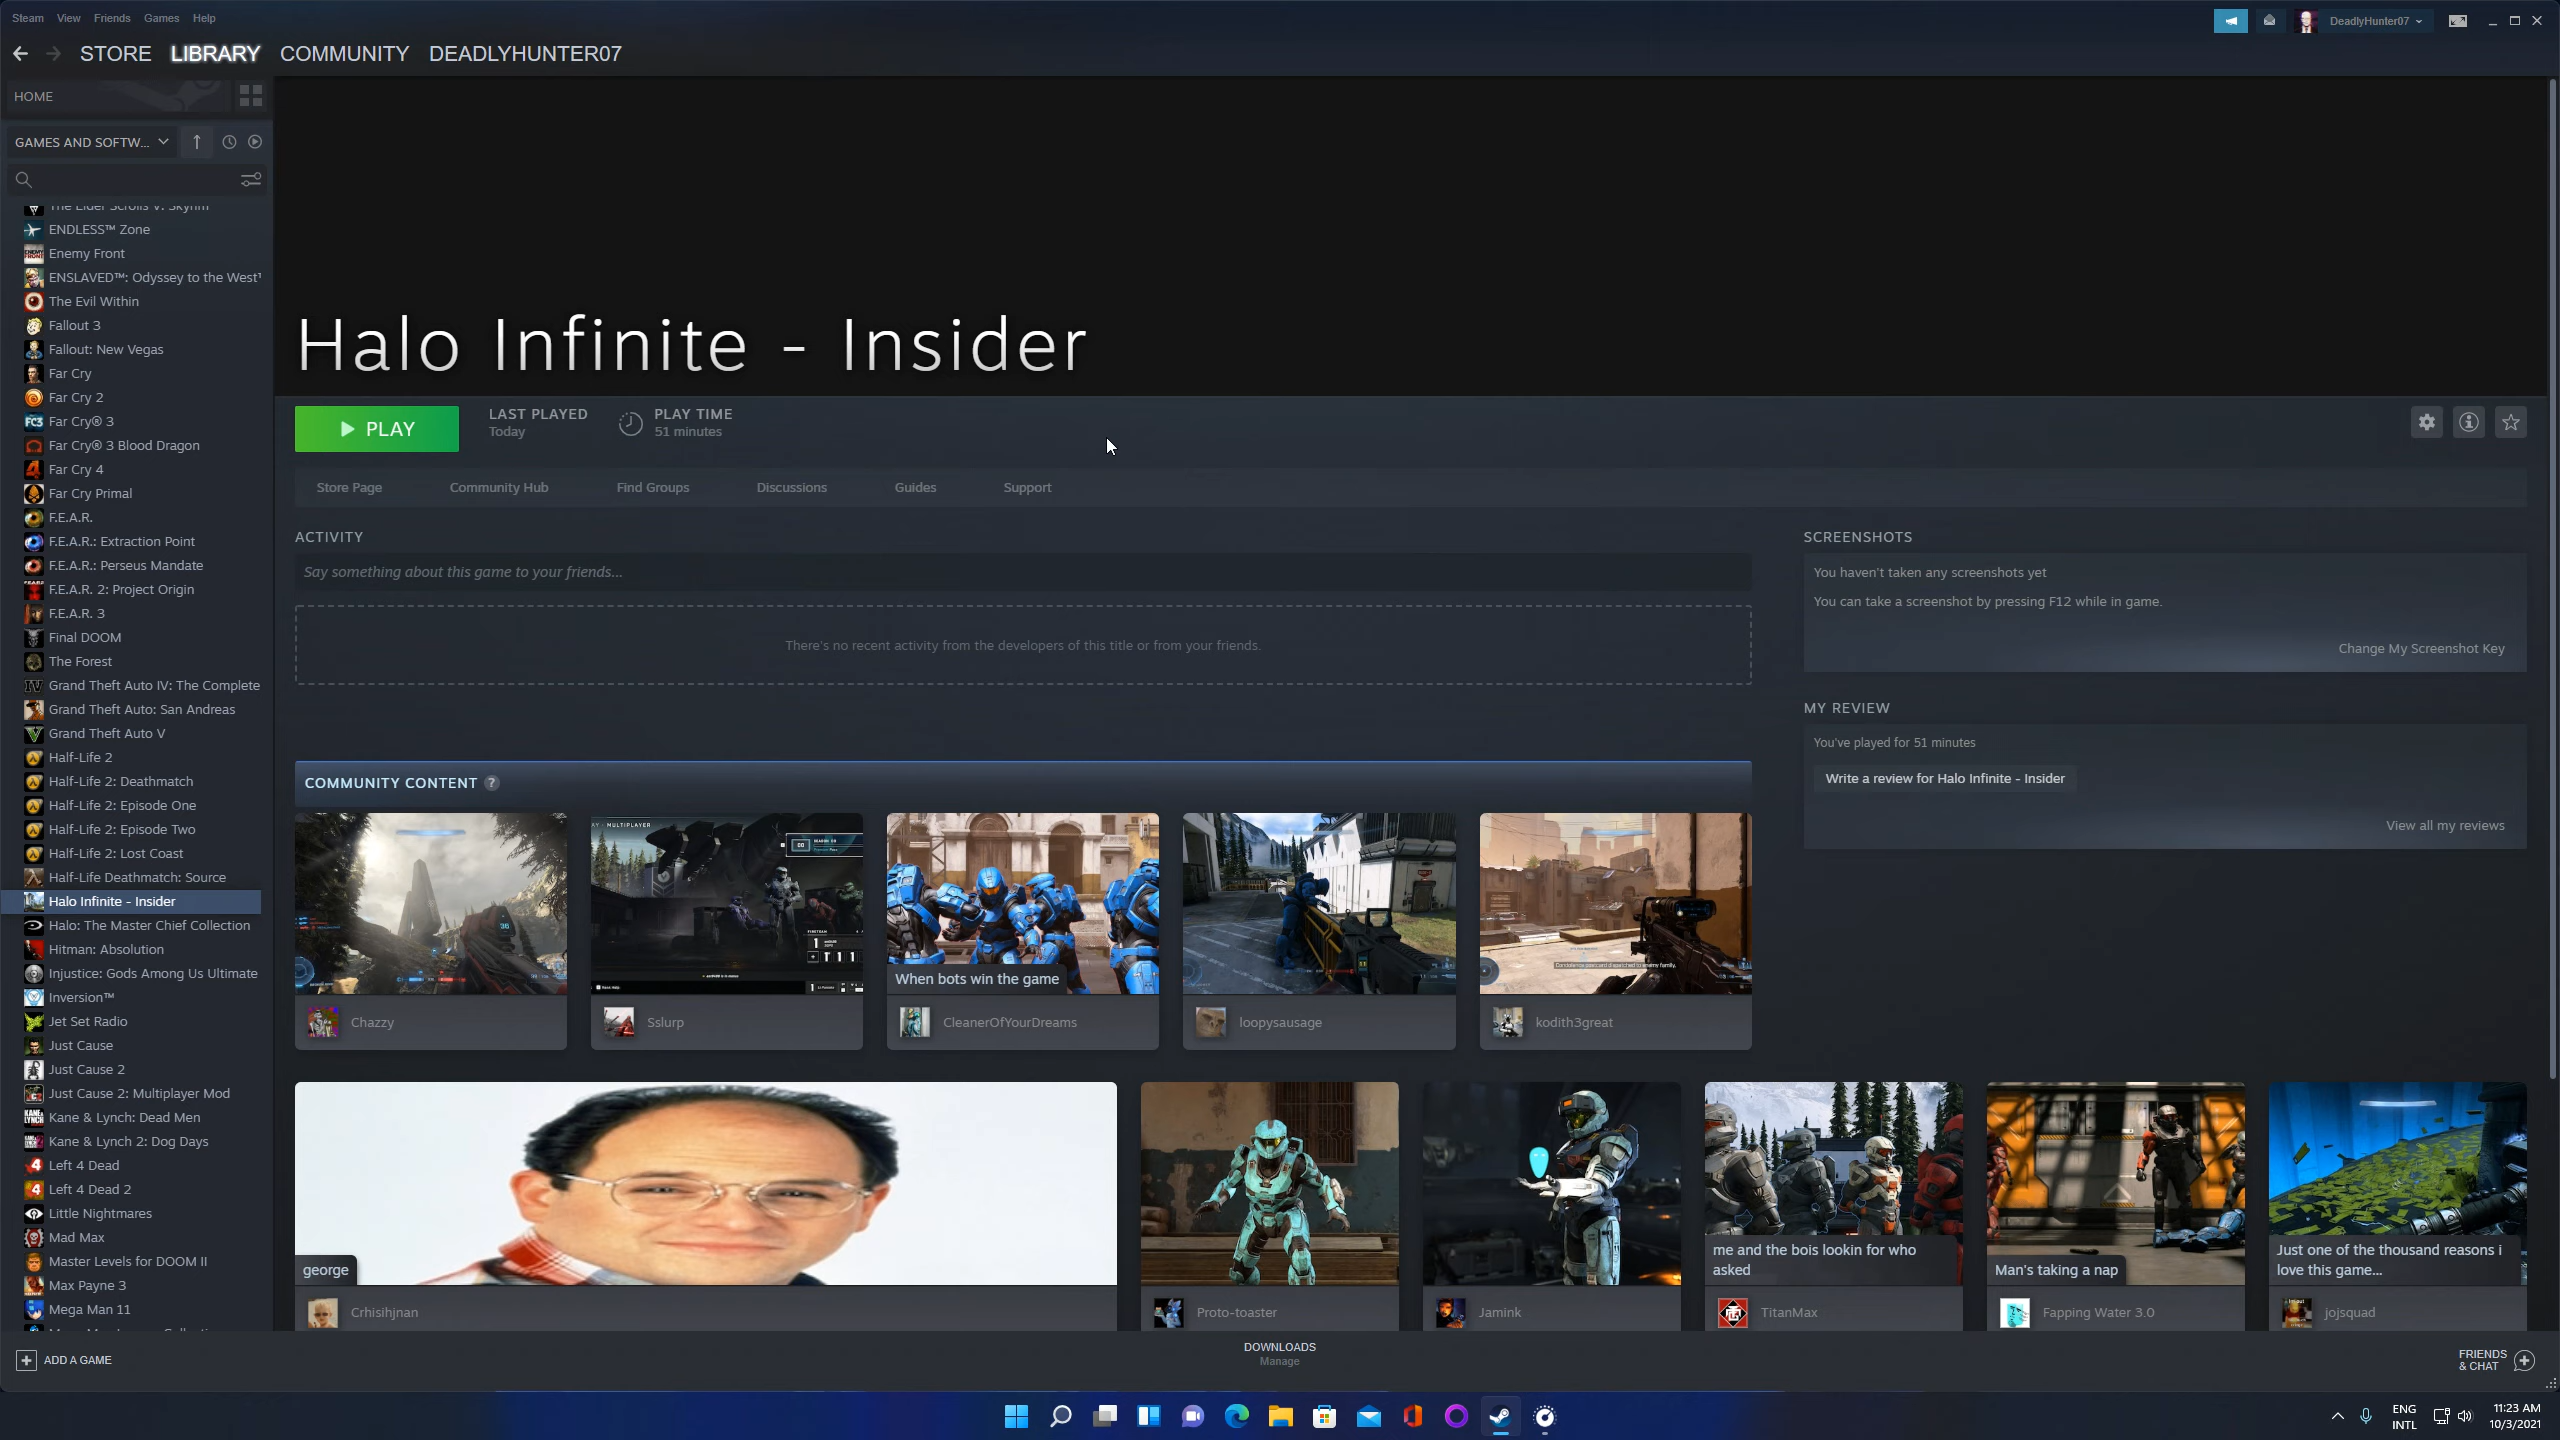 Steam View Friends Games Help
DeadlyHunter07
STORE LIBRARY COMMUNITY DEADLYHUNTER07
HOME
GAMES AND SOFTW...
The Elder Scrolls V: Skyrim
ENDLESS™ Zone
Enemy Front
ENSLAVED™: Odyssey to the West™
The Evil Within
Fallout 3
Fallout: New Vegas
Far Cry
Far Cry 2
Far Cry® 3
Far Cry® 3 Blood Dragon
Far Cry 4
Far Cry Primal
F.E.A.R.
F.E.A.R.: Extraction Point
F.E.A.R.: Perseus Mandate
F.E.A.R. 2: Project Origin
F.E.A.R. 3
Final DOOM
The Forest
Grand Theft Auto IV: The Complete
Grand Theft Auto: San Andreas
Grand Theft Auto V
Half-Life 2
Half-Life 2: Deathmatch
Half-Life 2: Episode One
Half-Life 2: Episode Two
Half-Life 2: Lost Coast
Half-Life Deathmatch: Source
Halo Infinite - Insider
Halo: The Master Chief Collection
Hitman: Absolution
Injustice: Gods Among Us Ultimate
Inversion™
Jet Set Radio
Just Cause
Just Cause 2
Just Cause 2: Multiplayer Mod
Kane & Lynch: Dead Men
Kane & Lynch 2: Dog Days
Left 4 Dead
Left 4 Dead 2
Little Nightmares
Mad Max
Master Levels for DOOM II
Max Payne 3
Mega Man 11
ADD A GAME
Halo Infinite - Insider
PLAY
LAST PLAYED
Today
PLAY TIME
51 minutes
Store Page Community Hub Find Groups Discussions Guides Support
ACTIVITY
Say something about this game to your friends...
There's no recent activity from the developers of this title or from your friends.
SCREENSHOTS
You haven't taken any screenshots yet
You can take a screenshot by pressing F12 while in game.
Change My Screenshot Key
MY REVIEW
You've played for 51 minutes
Write a review for Halo Infinite - Insider
View all my reviews
COMMUNITY CONTENT ?
MULTIPLAYER
When bots win the game
Chazzy
Sslurp
CleanerOfYourDreams
loopysausage
kodith3great
george
me and the bois lookin for who
asked
Man's taking a nap
Just one of the thousand reasons i
love this game...
Crhisihjnan
Proto-toaster
Jamink
TitanMax
Fapping Water 3.0
jojsquad
DOWNLOADS
Manage
FRIENDS
& CHAT
ENG
INTL
11:23 AM
10/3/2021